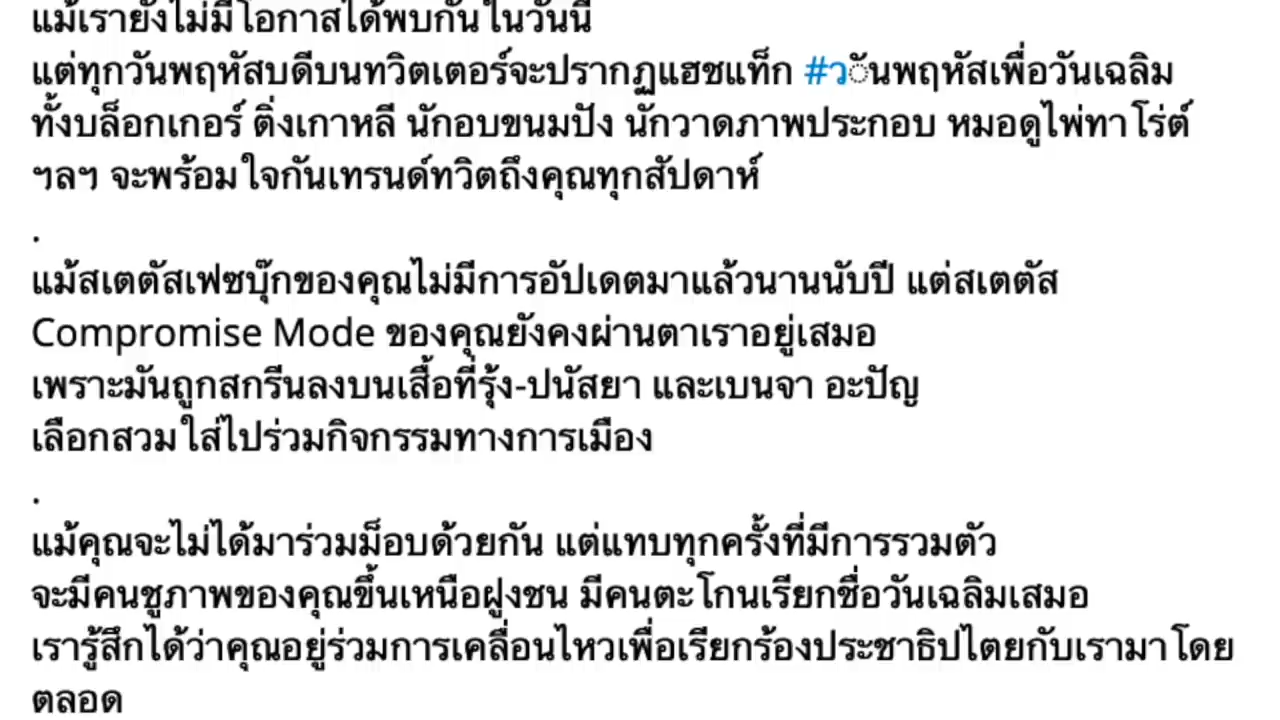 แม้เรายังไม่มีโอกาสได้พบกันในวันนี้
แต่ทุกวันพฤหัสบดีบนทวิตเตอร์จะปรากฏแฮชแท็ก #วันพฤหัสเพื่อวันเฉลิม
ทั้งบล็อกเกอร์ ติ่งเกาหลี นักอบขนมปัง นักวาดภาพประกอบ หมอดูไพ่ทาโร่ต์
ฯลฯ จะพร้อมใจกันเทรนด์ทวิตถึงคุณทุกสัปดาห์
.
แม้สเตตัสเฟซบุ๊กของคุณไม่มีการอัปเดตมาแล้วนานนับปี แต่สเตตัส
Compromise Mode ของคุณยังคงผ่านตาเราอยู่เสมอ
เพราะมันถูกสกรีนลงบนเสื้อที่รุ้ง-ปนัสยา และเบนจา อะปัญ
เลือกสวมใส่ไปร่วมกิจกรรมทางการเมือง
.
แม้คุณจะไม่ได้มาร่วมม็อบด้วยกัน แต่แทบทุกครั้งที่มีการรวมตัว
จะมีคนชูภาพของคุณขึ้นเหนือฝูงชน มีคนตะโกนเรียกชื่อวันเฉลิมเสมอ
เรารู้สึกได้ว่าคุณอยู่ร่วมการเคลื่อนไหวเพื่อเรียกร้องประชาธิปไตยกับเรามาโดย
ตลอด